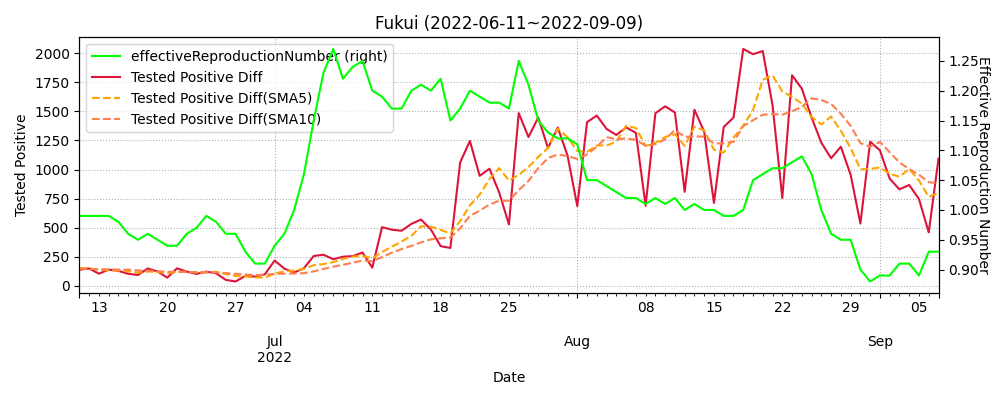 Fukui (2022-06-11~2022-09-09)
effectiveReproductionNumber (right)
Tested Positive Diff
Tested Positive Diff(SMA5)
Tested Positive Diff(SMA10)
Tested Positive
2000
1750
1500
1250
1000
750
500
250
0
1.25
1.20
1.15
1.10
1.05
1.00
0.95
0.90
Effective Reproduction Number
13 20 27 04 11 18 25 08 15 22 29 05
Jul Aug Sep
2022
Date